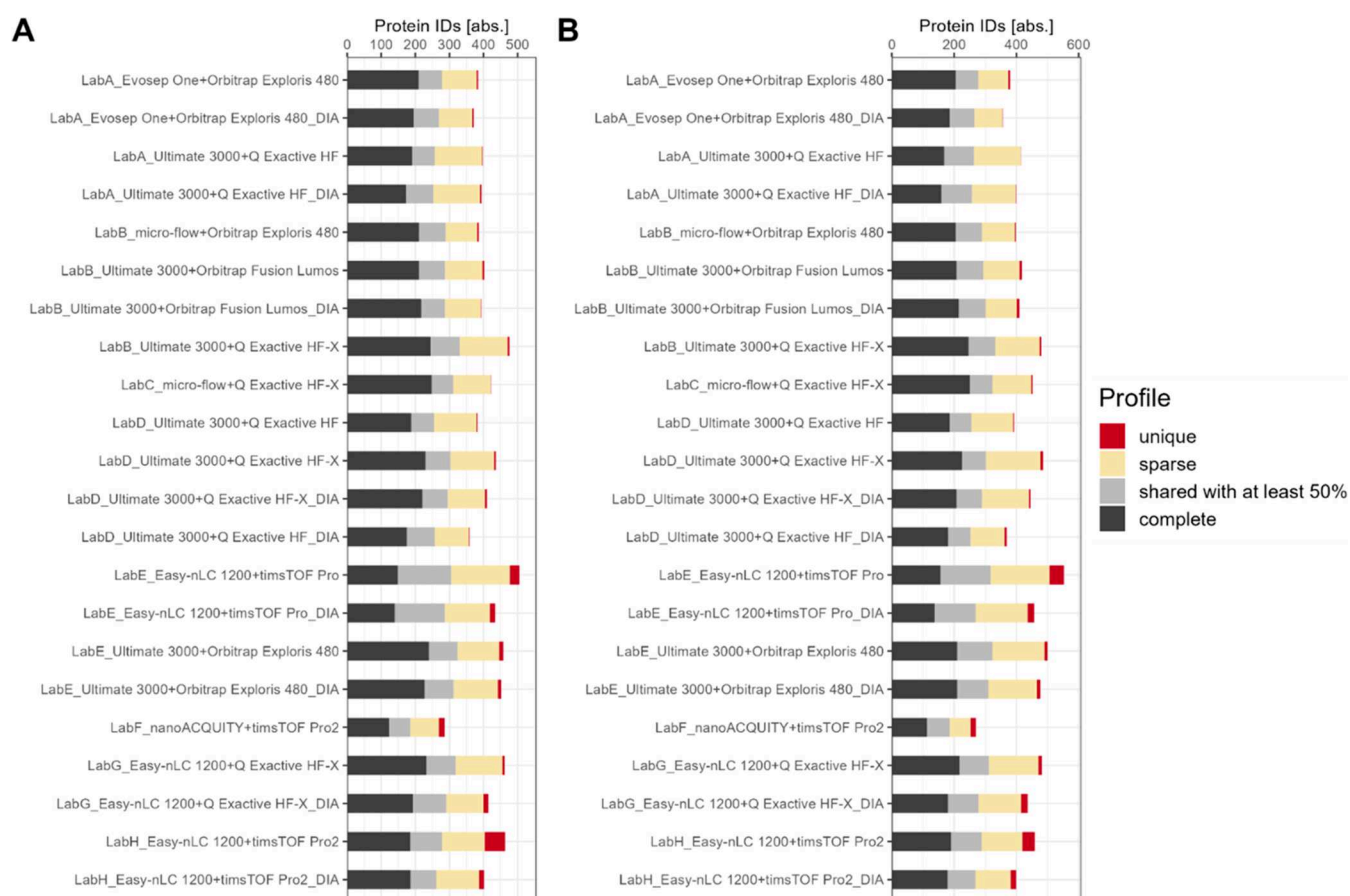 A
Protein IDs [abs.]
0 100 200 300 400 500
LabA_Evosep One+Orbitrap Exploris 480
LabA_Evosep One+Orbitrap Exploris 480_DIA
LabA_Ultimate 3000+Q Exactive HF
LabA_Ultimate 3000+Q Exactive HF_DIA
LabB_micro-flow+Orbitrap Exploris 480
LabB_Ultimate 3000+Orbitrap Fusion Lumos
LabB_Ultimate 3000+Orbitrap Fusion Lumos_DIA
LabB_Ultimate 3000+Q Exactive HF-X
LabC_micro-flow+Q Exactive HF-X
LabD_Ultimate 3000+Q Exactive HF
LabD_Ultimate 3000+Q Exactive HF-X
LabD_Ultimate 3000+Q Exactive HF-X_DIA
LabD_Ultimate 3000+Q Exactive HF_DIA
LabE_Easy-nLC 1200+timsTOF Pro
LabE_Easy-nLC 1200+timsTOF Pro_DIA
LabE_Ultimate 3000+Orbitrap Exploris 480
LabE_Ultimate 3000+Orbitrap Exploris 480_DIA
LabF_nanoACQUITY+timsTOF Pro2
LabG_Easy-nLC 1200+Q Exactive HF-X
LabG_Easy-nLC 1200+Q Exactive HF-X_DIA
LabH_Easy-nLC 1200+timsTOF Pro2
LabH_Easy-nLC 1200+timsTOF Pro2_DIA
B
Protein IDs [abs.]
0 200 400 600
LabA_Evosep One+Orbitrap Exploris 480
LabA_Evosep One+Orbitrap Exploris 480_DIA
LabA_Ultimate 3000+Q Exactive HF
LabA_Ultimate 3000+Q Exactive HF_DIA
LabB_micro-flow+Orbitrap Exploris 480
LabB_Ultimate 3000+Orbitrap Fusion Lumos
LabB_Ultimate 3000+Orbitrap Fusion Lumos_DIA
LabB_Ultimate 3000+Q Exactive HF-X
LabC_micro-flow+Q Exactive HF-X
LabD_Ultimate 3000+Q Exactive HF
LabD_Ultimate 3000+Q Exactive HF-X
LabD_Ultimate 3000+Q Exactive HF-X_DIA
LabD_Ultimate 3000+Q Exactive HF_DIA
LabE_Easy-nLC 1200+timsTOF Pro
LabE_Easy-nLC 1200+timsTOF Pro_DIA
LabE_Ultimate 3000+Orbitrap Exploris 480
LabE_Ultimate 3000+Orbitrap Exploris 480_DIA
LabF_nanoACQUITY+timsTOF Pro2
LabG_Easy-nLC 1200+Q Exactive HF-X
LabG_Easy-nLC 1200+Q Exactive HF-X_DIA
LabH_Easy-nLC 1200+timsTOF Pro2
LabH_Easy-nLC 1200+timsTOF Pro2_DIA
Profile
unique
sparse
shared with at least 50%
complete